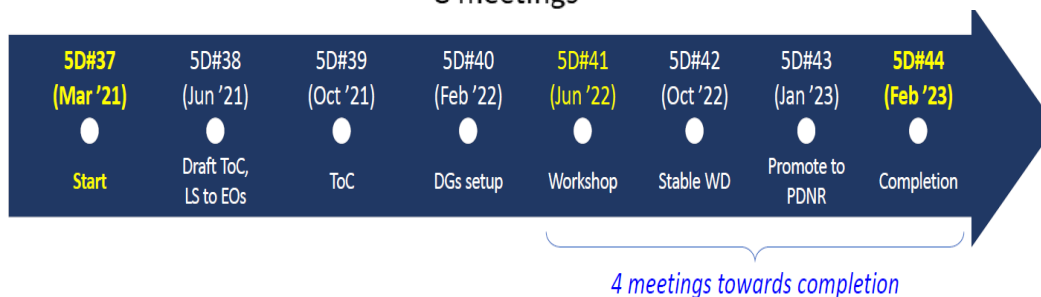 5D#37 5D#38 5D#39 5D#40 5D#41 5D#42 5D#43 5D#44
(Mar ’21) (Jun ’21) (Oct ’21) (Feb ’22) (Jun ’22) (Oct ’22) (Jan ’23) (Feb ’23)
Start
Draft ToC,
LS to EOs
ToC
DGs setup
Workshop
Stable WD
Promote to
PDNR
Completion
4 meetings towards completion